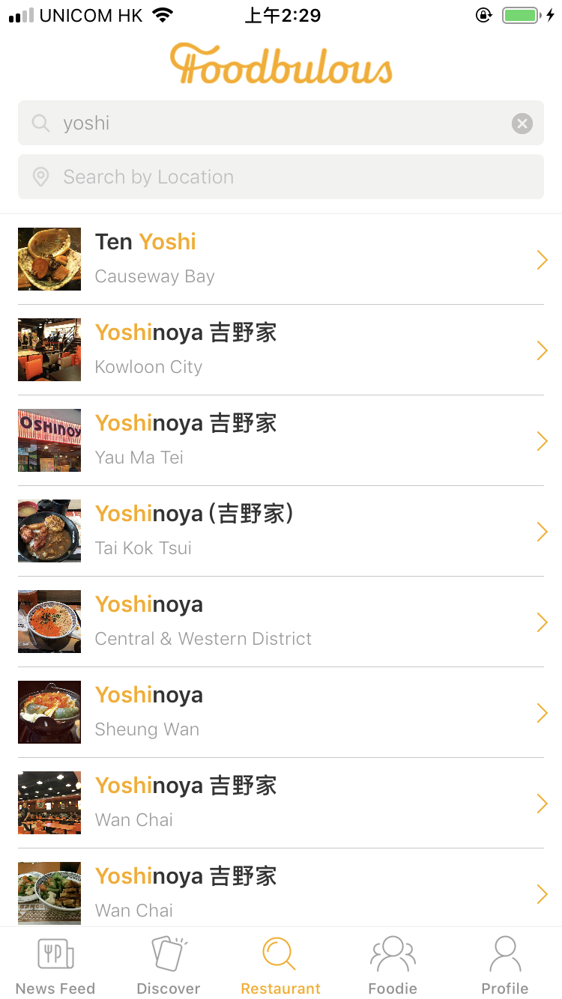 UNICOM HK
上午2:29
Foodbulous
yoshi
Search by Location
Ten Yoshi
Causeway Bay
Yoshinoya 吉野家
Kowloon City
OSHINOY
Yoshinoya 吉野家
Yau Ma Tei
Yoshinoya (吉野家)
Tai Kok Tsui
Yoshinoya
Central & Western District
Yoshinoya
Sheung Wan
Yoshinoya 吉野家
Wan Chai
Yoshinoya 吉野家
Wan Chai
News Feed
Discover
Restaurant
Foodie
Profile